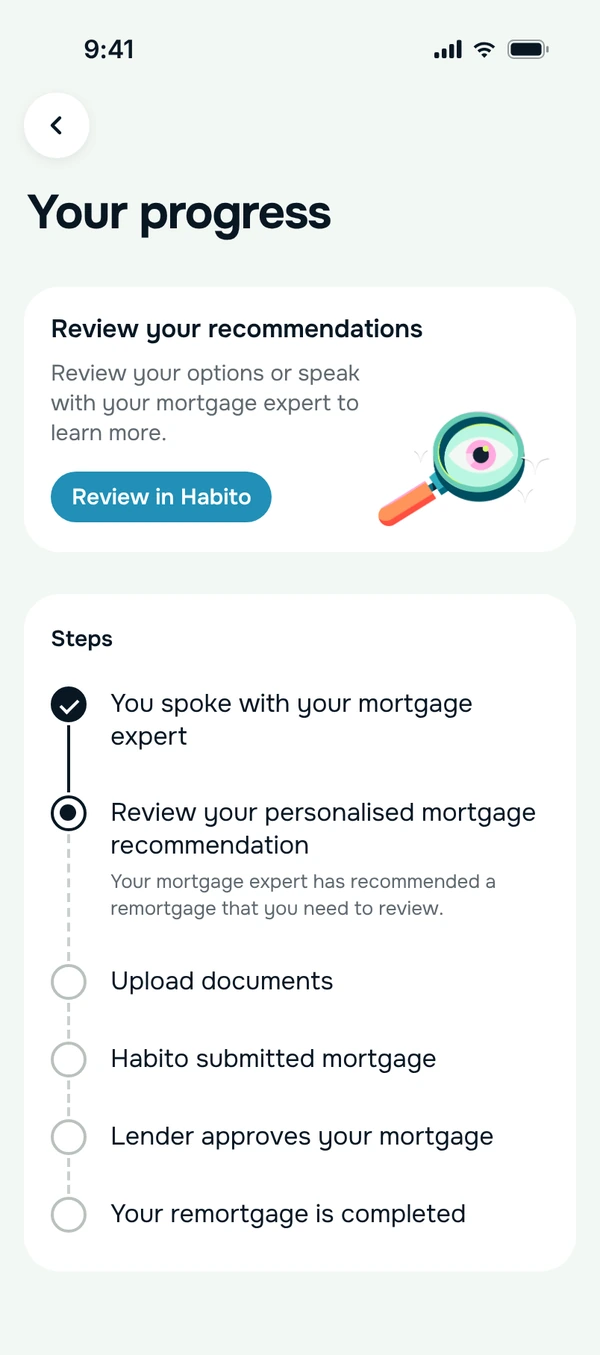 9:41
Your progress
Review your recommendations
Review your options or speak
with your mortgage expert to
learn more.
Review in Habito
Steps
You spoke with your mortgage
expert
Review your personalised mortgage
recommendation
Your mortgage expert has recommended a
remortgage that you need to review.
Upload documents
Habito submitted mortgage
Lender approves your mortgage
Your remortgage is completed